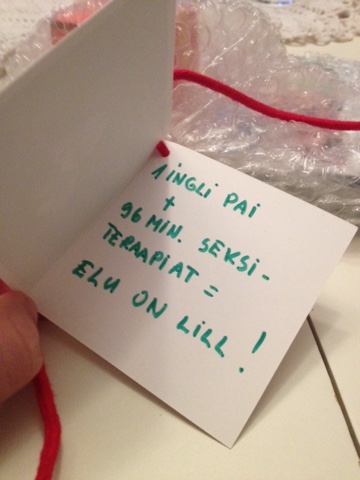 1 INGLI PAI
+
96 MIN. SEKSI-
TERAAPIAT =
ELU ON LILL!